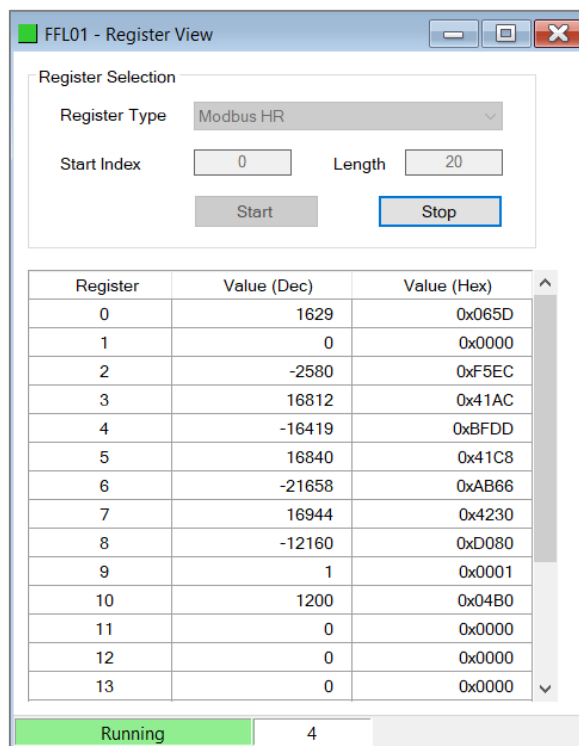 FFL01 - Register View
Register Selection
Register Type Modbus HR
Start Index 0 Length 20
Start Stop
Register Value (Dec) Value (Hex)
0 1629 0x065D
1 0 0x0000
2 -2580 0xF5EC
3 16812 0x41AC
4 -16419 0xBFDD
5 16840 0x41C8
6 -21658 0xAB66
7 16944 0x4230
8 -12160 0xD080
9 1 0x0001
10 1200 0x04B0
11 0 0x0000
12 0 0x0000
13 0 0x0000
Running 4